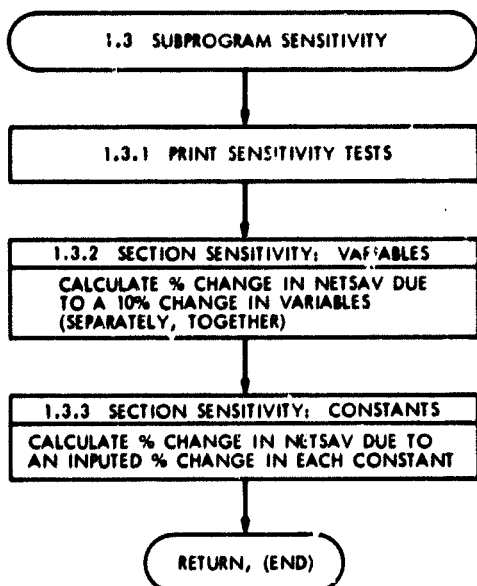 1.3 SUBPROGRAM SENSITIVITY
1.3.1 PRINT SENSITIVITY TESTS
1.3.2 SECTION SENSITIVITY: VARIABLES
CALCULATE % CHANGE IN NETSAV DUE
TO A 10% CHANGE IN VARIABLES
(SEPARATELY, TOGETHER)
1.3.3 SECTION SENSITIVITY: CONSTANTS
CALCULATE % CHANGE IN NETSAV DUE TO
AN INPUTED % CHANGE IN EACH CONSTANT
RETURN, (END)